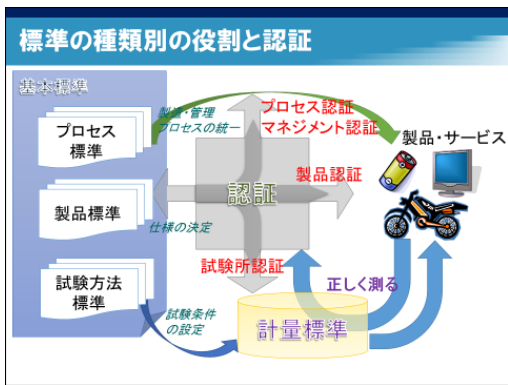 標準の種類別の役割と認証
基本標準
プロセス
標準
製品標準
試験方法
標準
製造・管理
プロセスの統一
仕様の決定
試験条件
の設定
プロセス認証
マネジメント認証
製品認証
認証
試験所認証
製品・サービス
正しく測る
計量標準